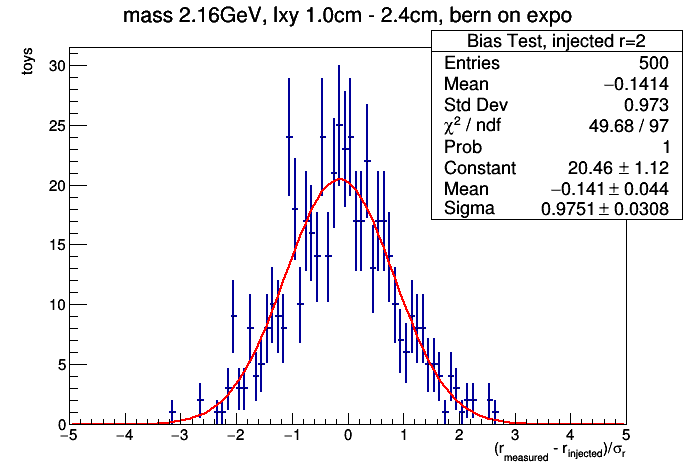 mass 2.16GeV, lxy 1.0cm - 2.4cm, bern on expo
Bias Test, injected r=2
Entries 500
Mean −0.1414
Std Dev 0.973
χ² / ndf 49.68 / 97
Prob 1
Constant 20.46 ± 1.12
Mean −0.141 ± 0.044
Sigma 0.9751 ± 0.0308
toys
30
25
20
15
10
5
0
−5 −4 −3 −2 −1 0 1 2 3 4 5
(r_measured - r_injected)/σ_r